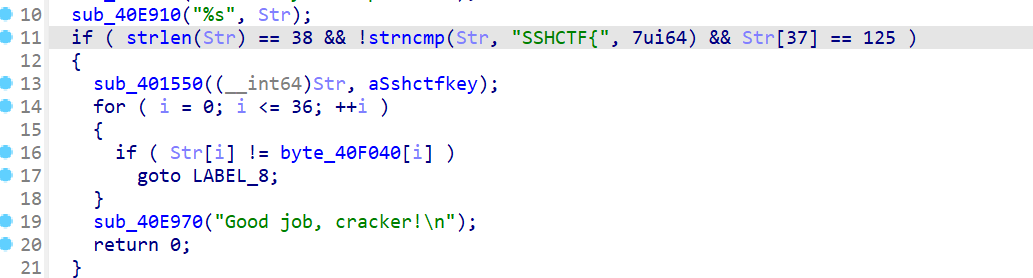 10 sub_40E910("%s", Str);
11 if ( strlen(Str) == 38 && !strncmp(Str, "SSHCTF{", 7ui64) && Str[37] == 125 )
12 {
13 sub_401550((__int64)Str, aSshctfkey);
14 for ( i = 0; i <= 36; ++i )
15 {
16 if ( Str[i] != byte_40F040[i] )
17 goto LABEL_8;
18 }
19 sub_40E970("Good job, cracker!\n");
20 return 0;
21 }